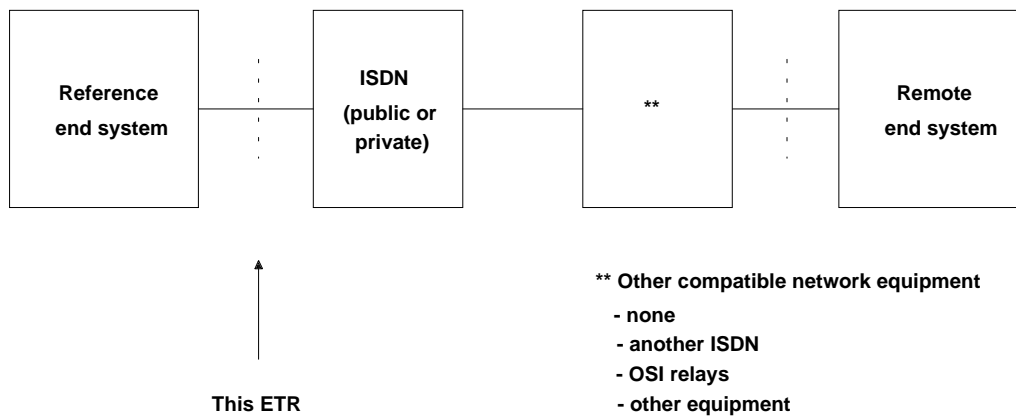 Reference
end system
ISDN
(public or
private)
**
Remote
end system
This ETR
** Other compatible network equipment
- none
- another ISDN
- OSI relays
- other equipment